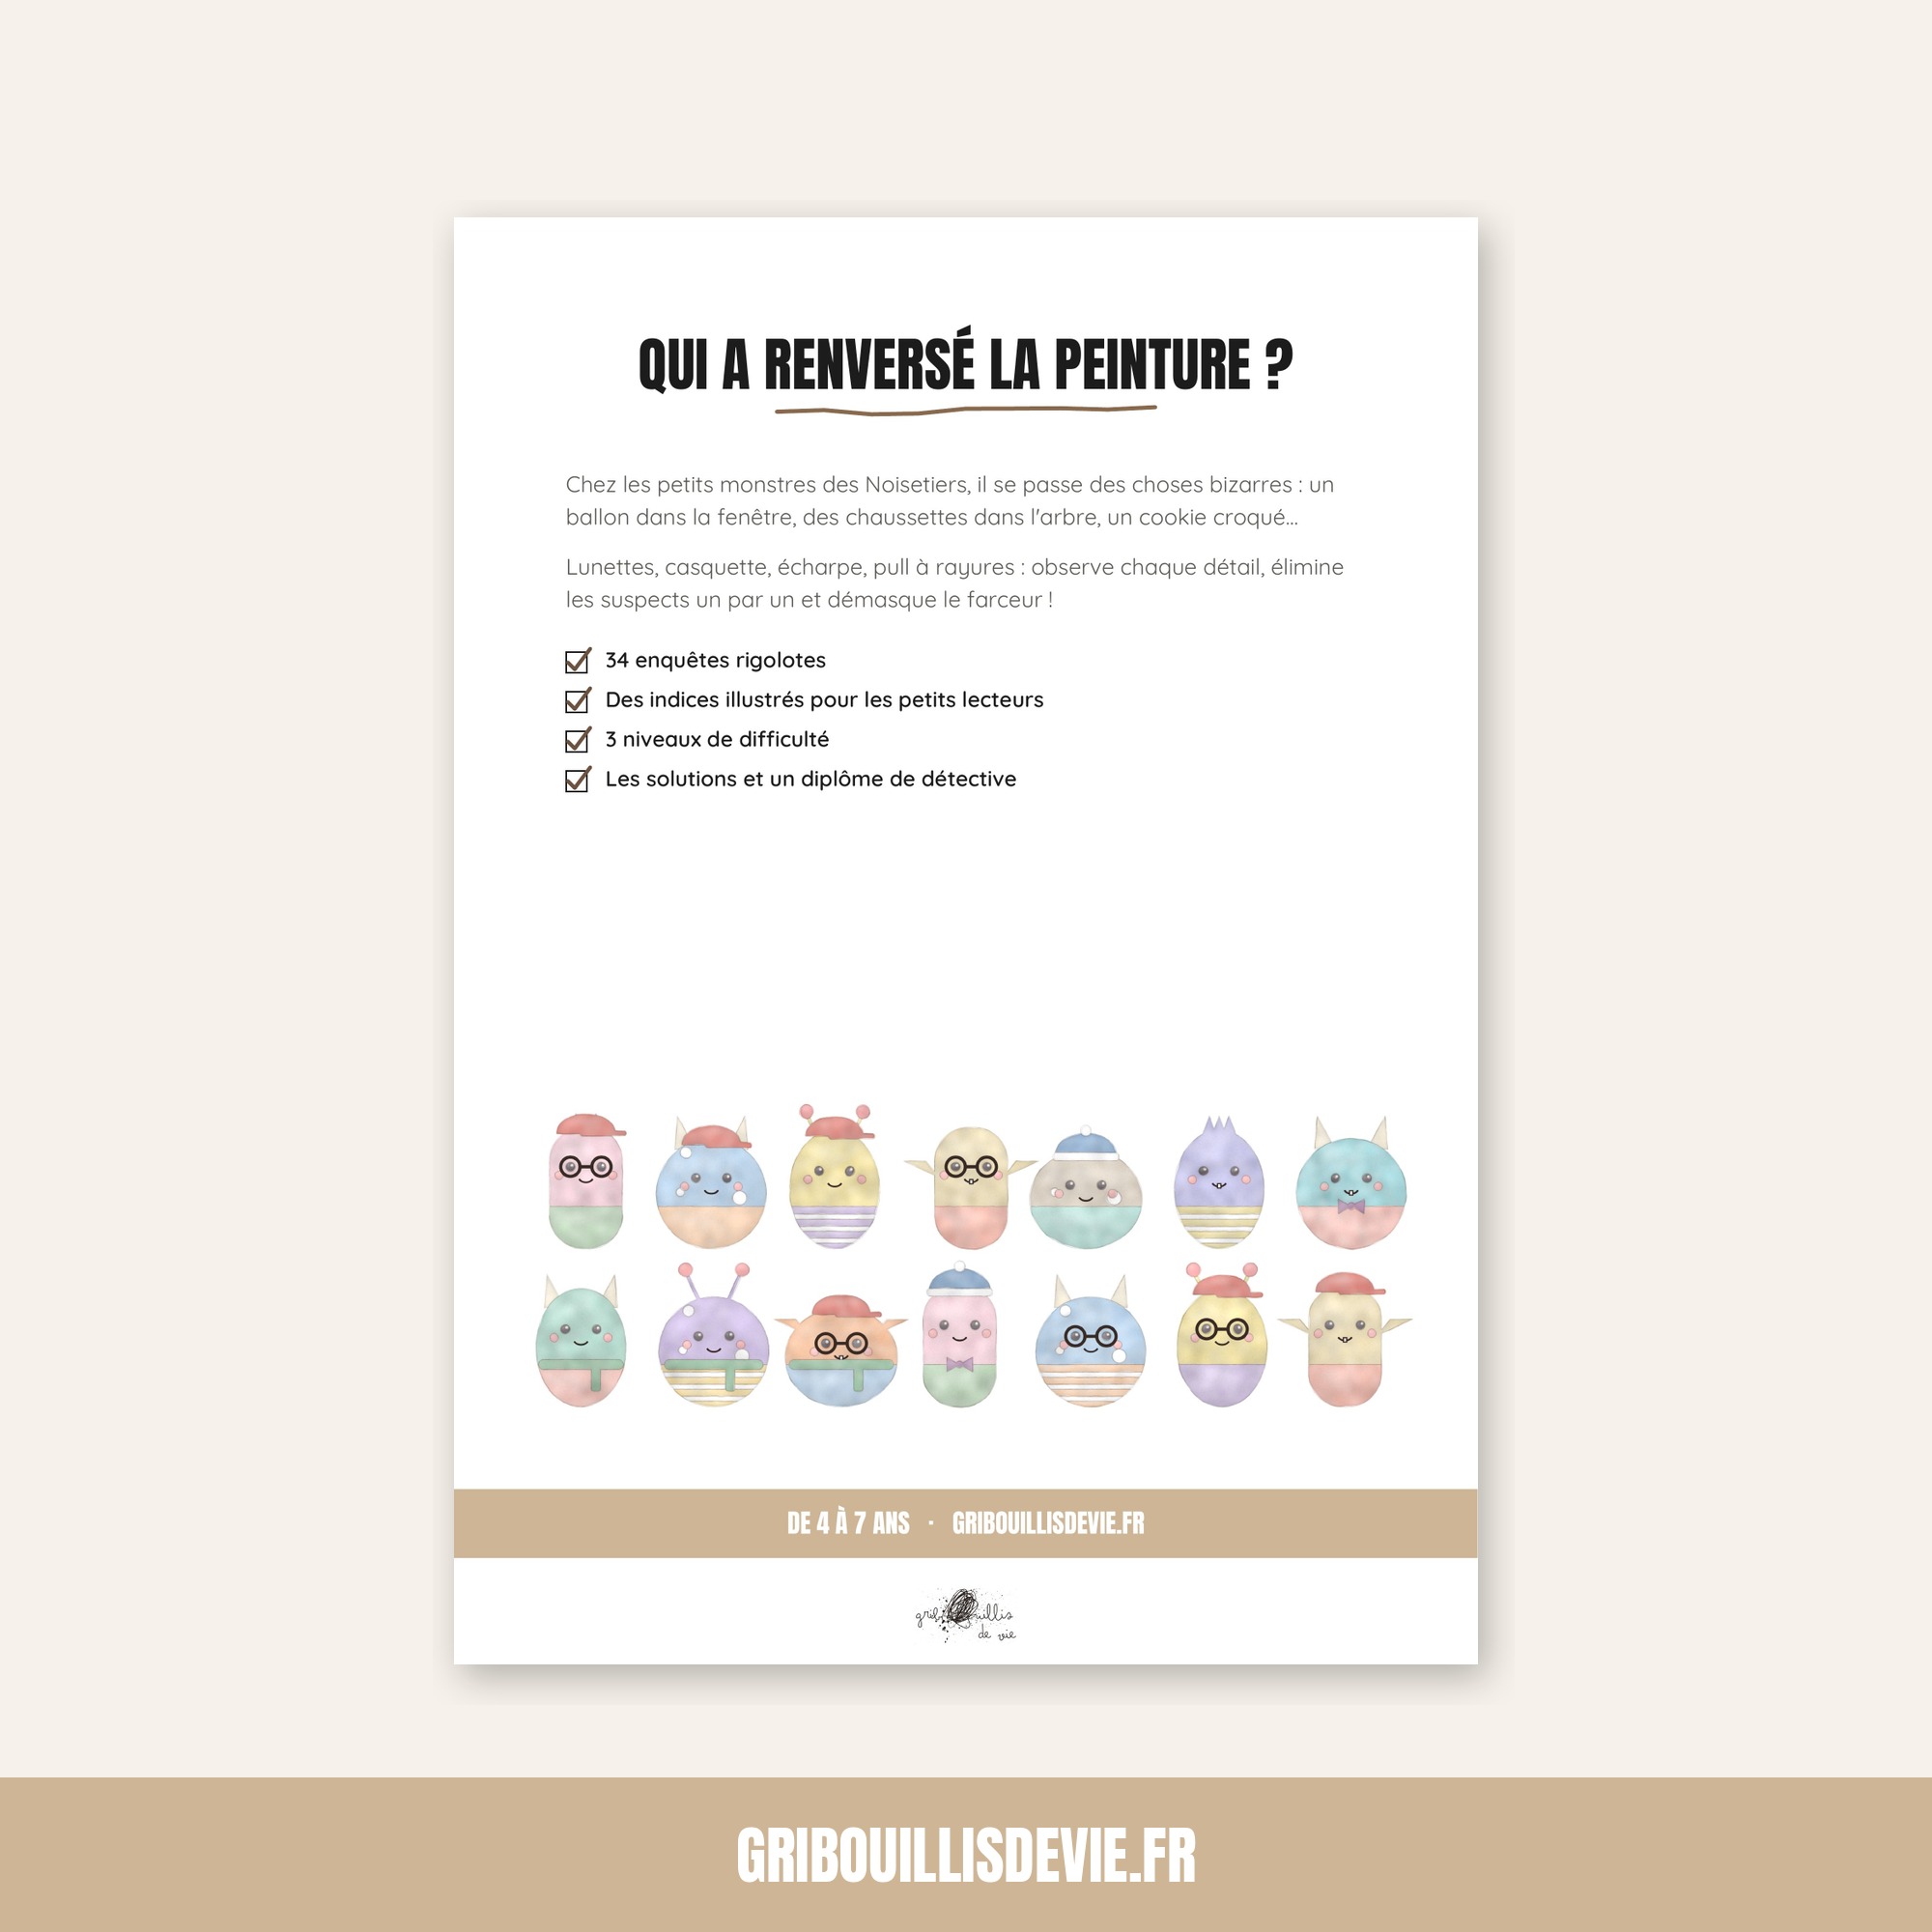 QUI A RENVERSÉ LA PEINTURE ?
Chez les petits monstres des Noisetiers, il se passe des choses bizarres : un
ballon dans la fenêtre, des chaussettes dans l'arbre, un cookie croqué...
Lunettes, casquette, écharpe, pull à rayures : observe chaque détail, élimine
les suspects un par un et démasque le farceur !
34 enquêtes rigolotes
Des indices illustrés pour les petits lecteurs
3 niveaux de difficulté
Les solutions et un diplôme de détective
DE 4 À 7 ANS · GRIBOUILLISDEVIE.FR
gribouillis
de vie
GRIBOUILLISDEVIE.FR